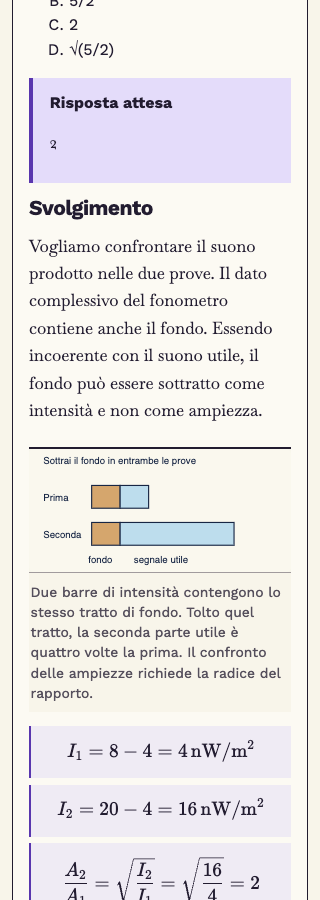 B. 5/2
C. 2
D. √(5/2)
Risposta attesa
2
Svolgimento
Vogliamo confrontare il suono
prodotto nelle due prove. Il dato
complessivo del fonometro
contiene anche il fondo. Essendo
incoerente con il suono utile, il
fondo può essere sottratto come
intensità e non come ampiezza.
Sottrai il fondo in entrambe le prove
Prima
Seconda
fondo segnale utile
Due barre di intensità contengono lo
stesso tratto di fondo. Tolto quel
tratto, la seconda parte utile è
quattro volte la prima. Il confronto
delle ampiezze richiede la radice del
rapporto.
I₁ = 8 − 4 = 4 nW/m²
I₂ = 20 − 4 = 16 nW/m²
A₂/A₁ = √(I₂/I₁) = √(16/4) = 2